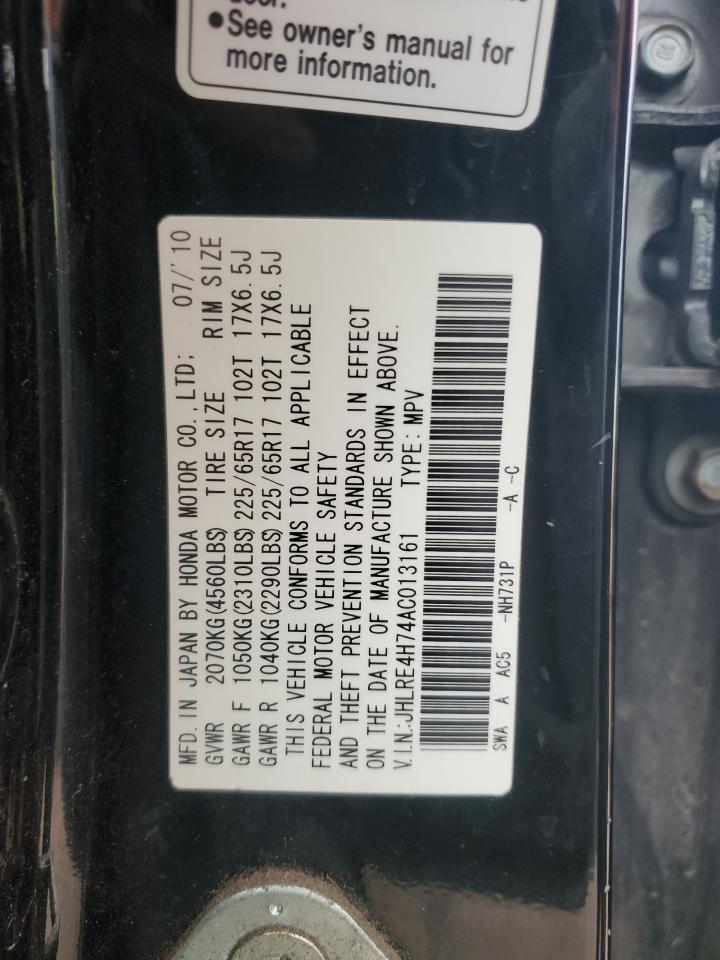 •See owner's manual for
more information.
MFD. IN JAPAN BY HONDA MOTOR CO., LTD: 07/'10
GVWR 2070KG(4560LBS) TIRE SIZE RIM SIZE
GAWR F 1050KG(2310LBS) 225/65R17 102T 17X6.5J
GAWR R 1040KG(2290LBS) 225/65R17 102T 17X6.5J
THIS VEHICLE CONFORMS TO ALL APPLICABLE
FEDERAL MOTOR VEHICLE SAFETY
AND THEFT PREVENTION STANDARDS IN EFFECT
ON THE DATE OF MANUFACTURE SHOWN ABOVE.
V.I.N.:JHLRE4H74AC013161 TYPE: MPV
SWA A AC5 -NH731P -A -C